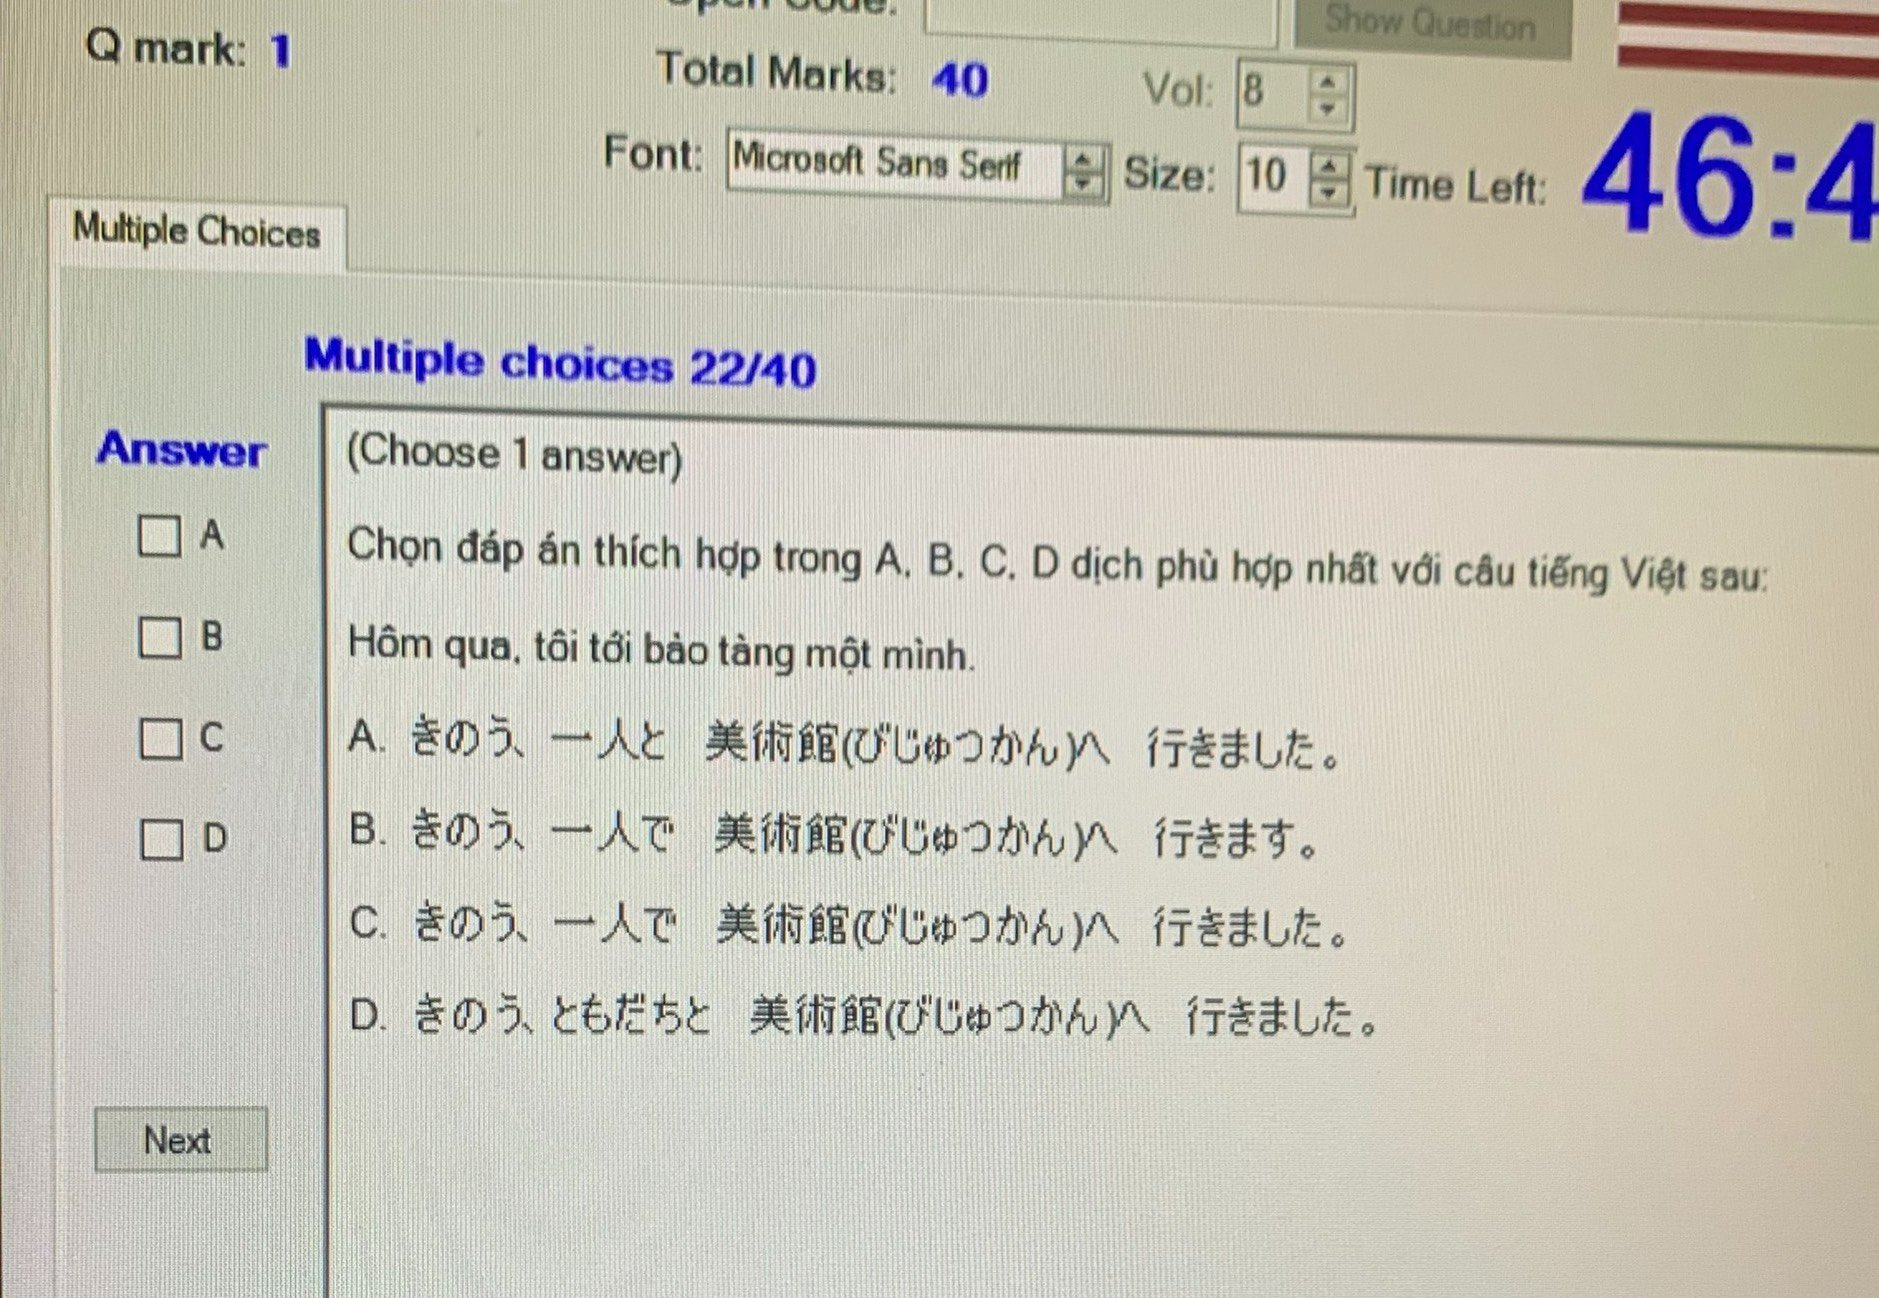 Q mark: 1
Open Code:
Show Question
Total Marks: 40
Vol: 8
Font: Microsoft Sans Serif
Size: 10
Time Left: 46:4
Multiple Choices
Multiple choices 22/40
Answer
(Choose 1 answer)
A
Chọn đáp án thích hợp trong A, B, C, D dịch phù hợp nhất với câu tiếng Việt sau:
B
Hôm qua, tôi tới bảo tàng một mình.
C
A. きのう、一人と 美術館(びじゅつかん)へ 行きました。
D
B. きのう、一人で 美術館(びじゅつかん)へ 行きます。
C. きのう、一人で 美術館(びじゅつかん)へ 行きました。
D. きのう、ともだちと 美術館(びじゅつかん)へ 行きました。
Next